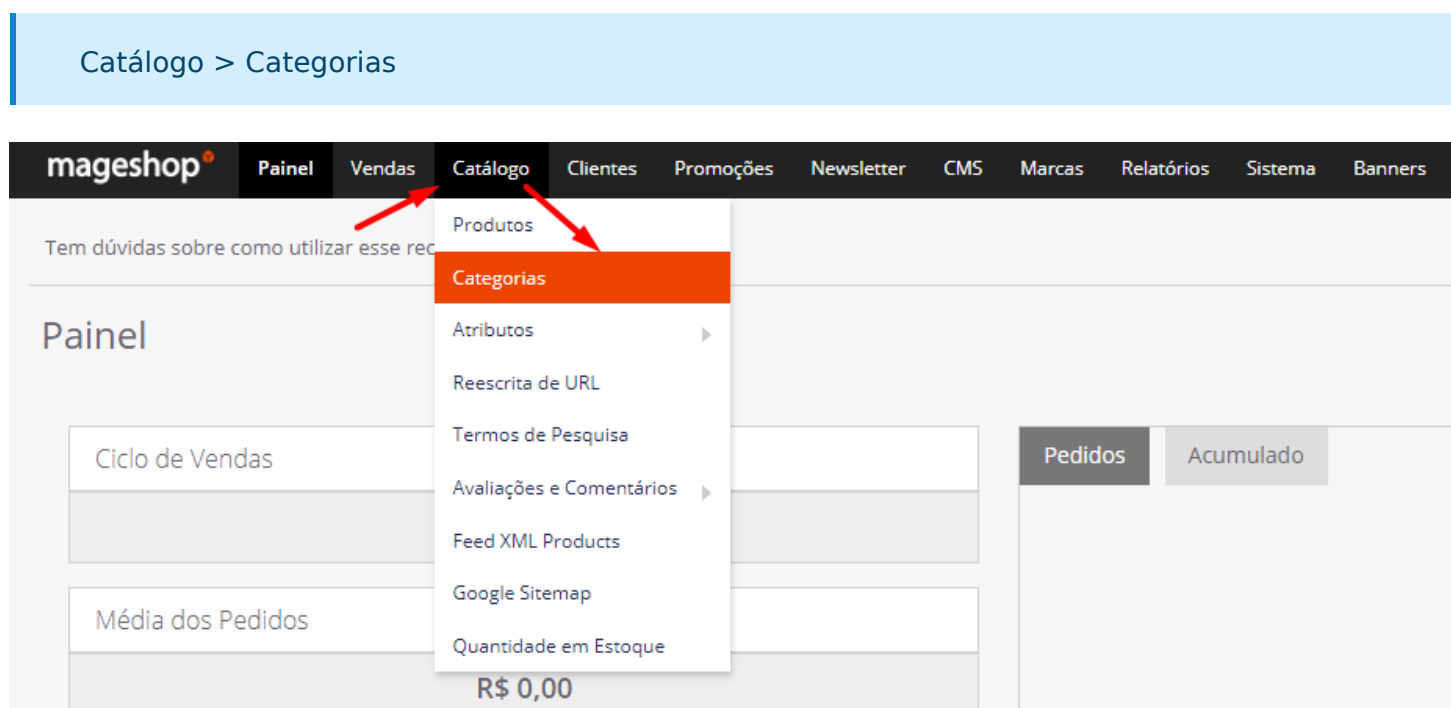 Catálogo > Categorias
mageshop Painel Vendas Catálogo Clientes Promoções Newsletter CMS Marcas Relatórios Sistema Banners
Tem dúvidas sobre como utilizar esse rec
Painel
Produtos
Categorias
Atributos
Reescrita de URL
Termos de Pesquisa
Avaliações e Comentários
Feed XML Products
Google Sitemap
Quantidade em Estoque
Ciclo de Vendas
Média dos Pedidos
R$ 0,00
Pedidos Acumulado